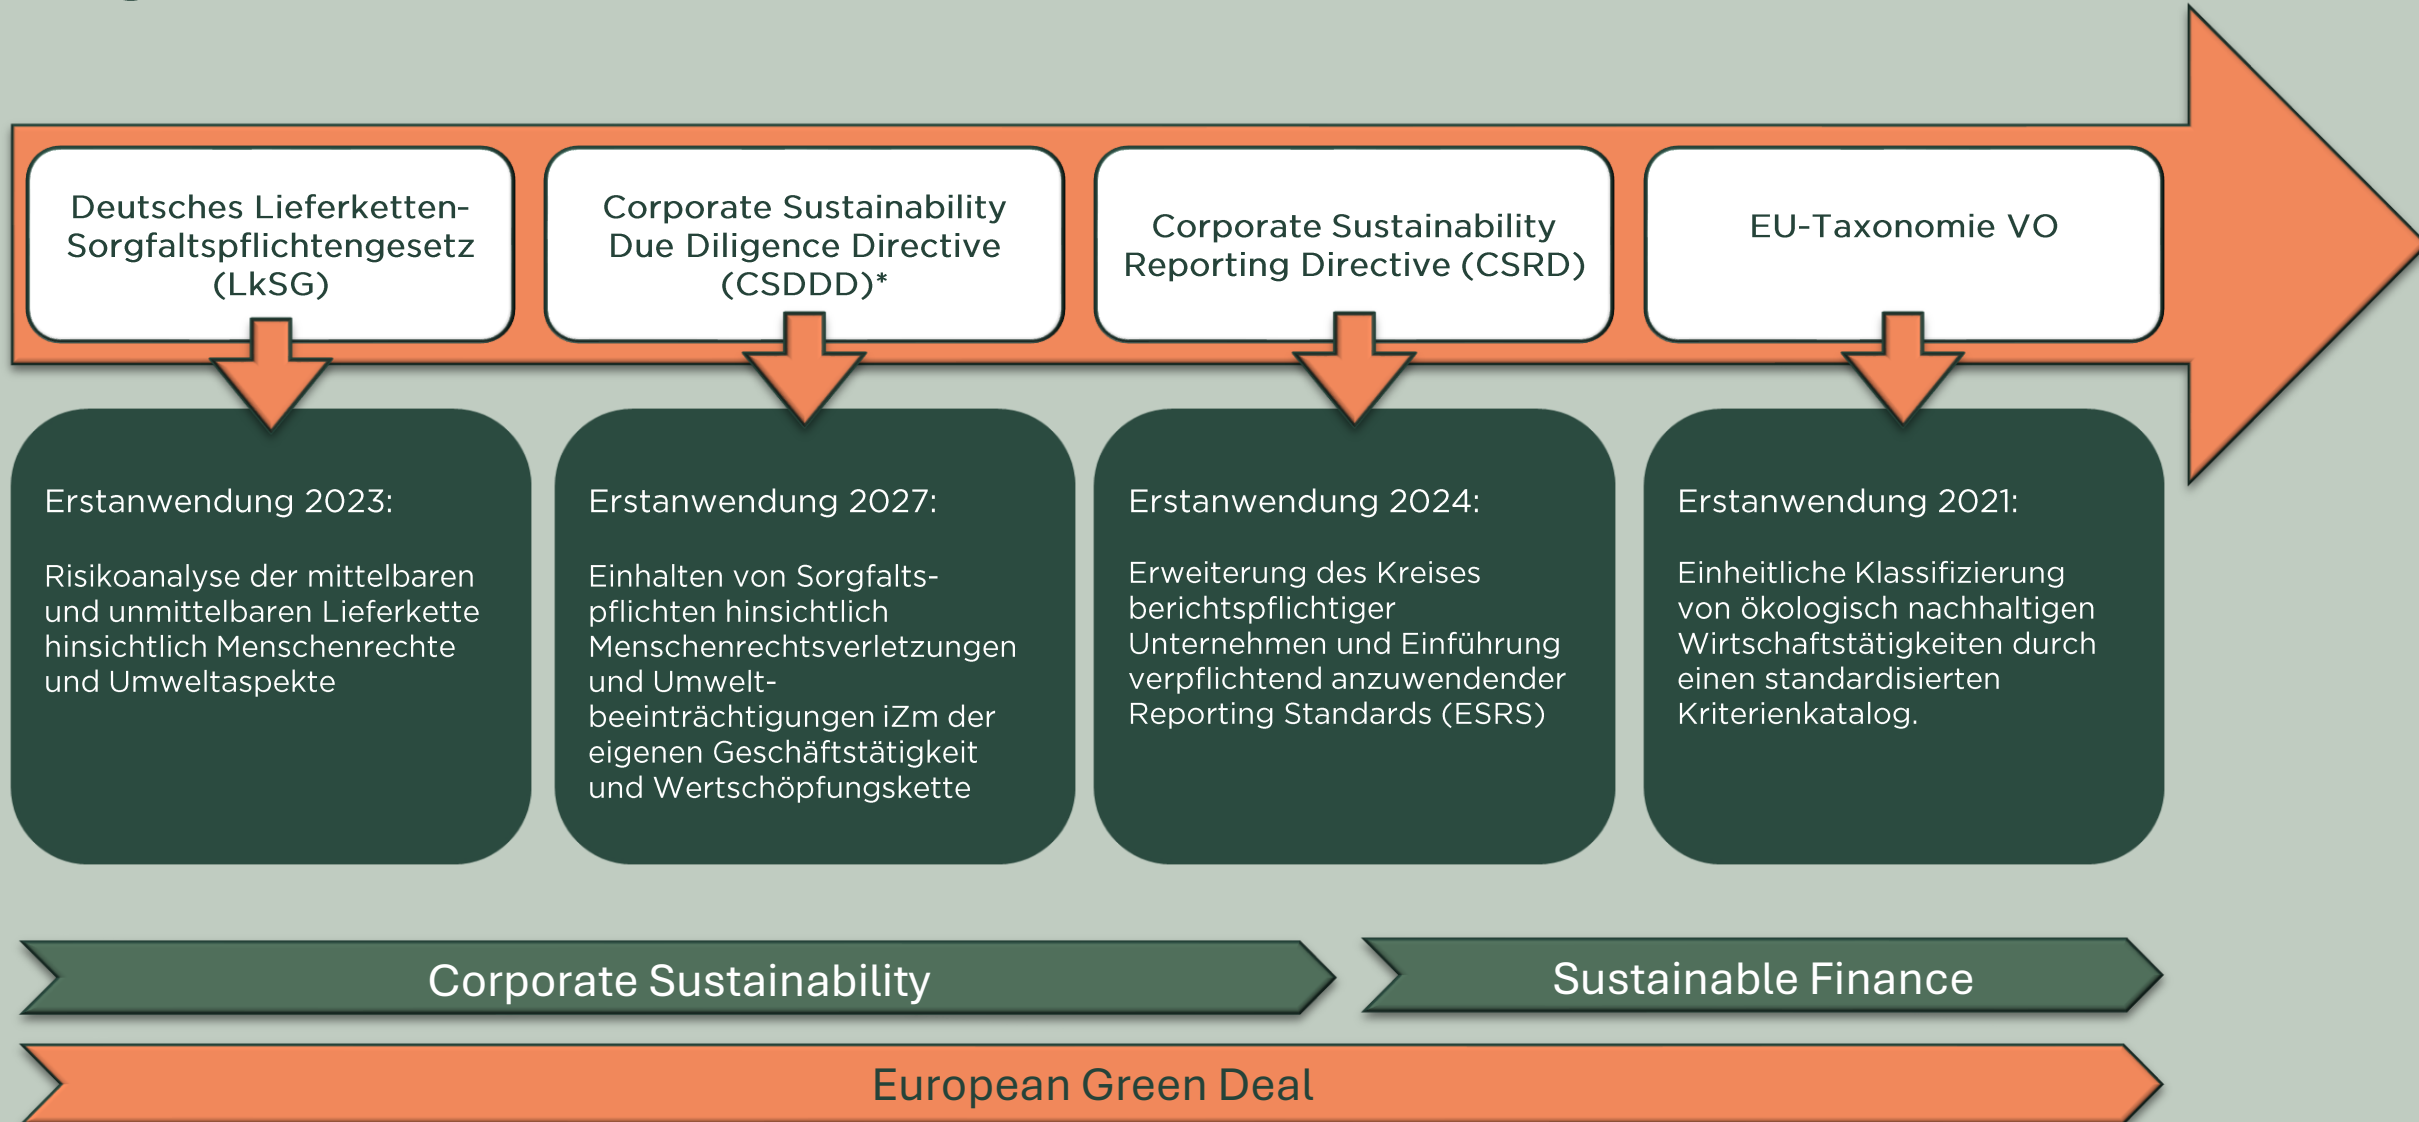 Deutsches Lieferketten-
Sorgfaltspflichtengesetz
(LkSG)
Corporate Sustainability
Due Diligence Directive
(CSDDD)*
Corporate Sustainability
Reporting Directive (CSRD)
EU-Taxonomie VO
Erstanwendung 2023:
Risikoanalyse der mittelbaren
und unmittelbaren Lieferkette
hinsichtlich Menschenrechte
und Umweltaspekte
Erstanwendung 2027:
Einhalten von Sorgfalts-
pflichten hinsichtlich
Menschenrechtsverletzungen
und Umwelt-
beeinträchtigungen iZm der
eigenen Geschäftstätigkeit
und Wertschöpfungskette
Erstanwendung 2024:
Erweiterung des Kreises
berichtspflichtiger
Unternehmen und Einführung
verpflichtend anzuwendender
Reporting Standards (ESRS)
Erstanwendung 2021:
Einheitliche Klassifizierung
von ökologisch nachhaltigen
Wirtschaftstätigkeiten durch
einen standardisierten
Kriterienkatalog.
Corporate Sustainability
Sustainable Finance
European Green Deal